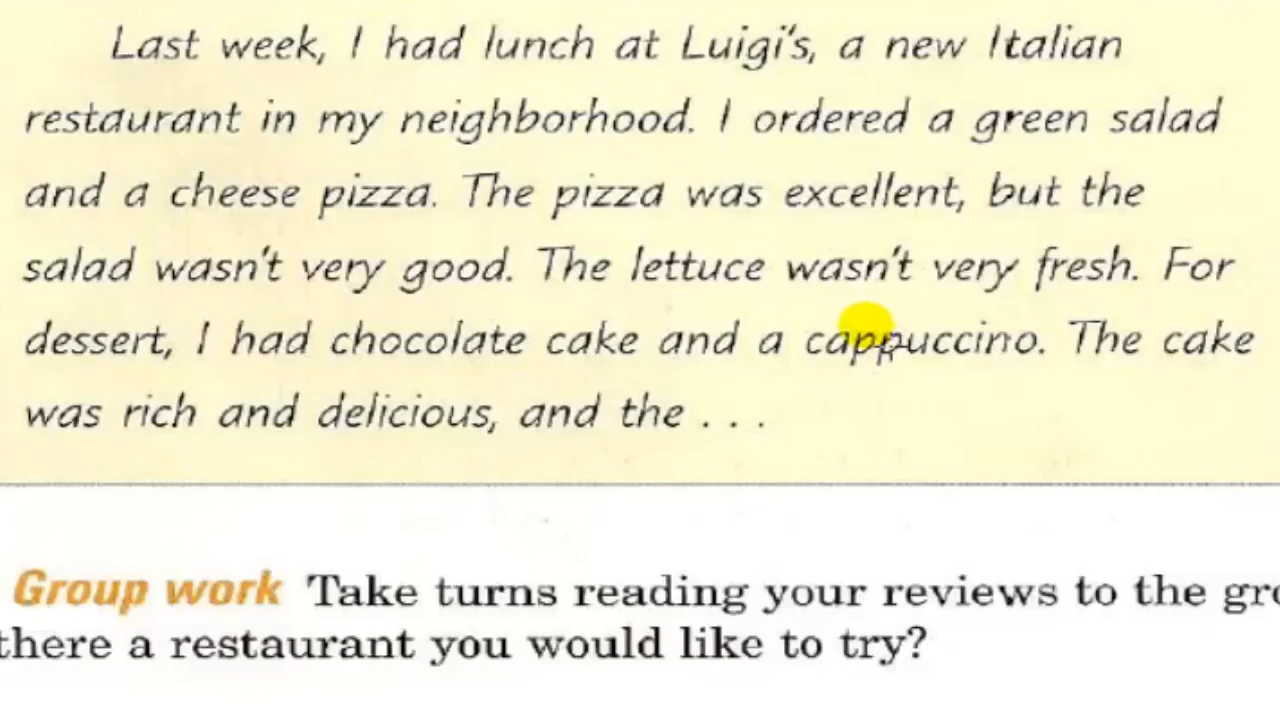 Last week, I had lunch at Luigi's, a new Italian
restaurant in my neighborhood. I ordered a green salad
and a cheese pizza. The pizza was excellent, but the
salad wasn't very good. The lettuce wasn't very fresh. For
dessert, I had chocolate cake and a cappuccino. The cake
was rich and delicious, and the . . .
Group work Take turns reading your reviews to the gro
there a restaurant you would like to try?